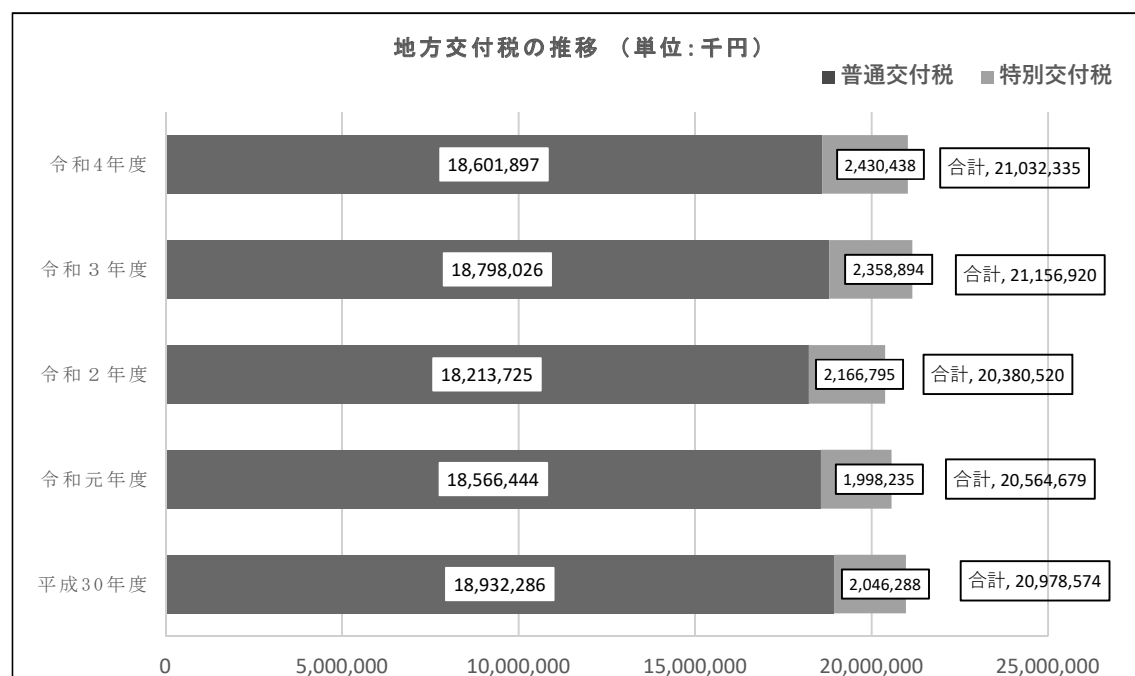 地方交付税の推移 （単位:千円）
■普通交付税 ■特別交付税
令和4年度 18,601,897 2,430,438 合計, 21,032,335
令和３年度 18,798,026 2,358,894 合計, 21,156,920
令和２年度 18,213,725 2,166,795 合計, 20,380,520
令和元年度 18,566,444 1,998,235 合計, 20,564,679
平成30年度 18,932,286 2,046,288 合計, 20,978,574
0 5,000,000 10,000,000 15,000,000 20,000,000 25,000,000